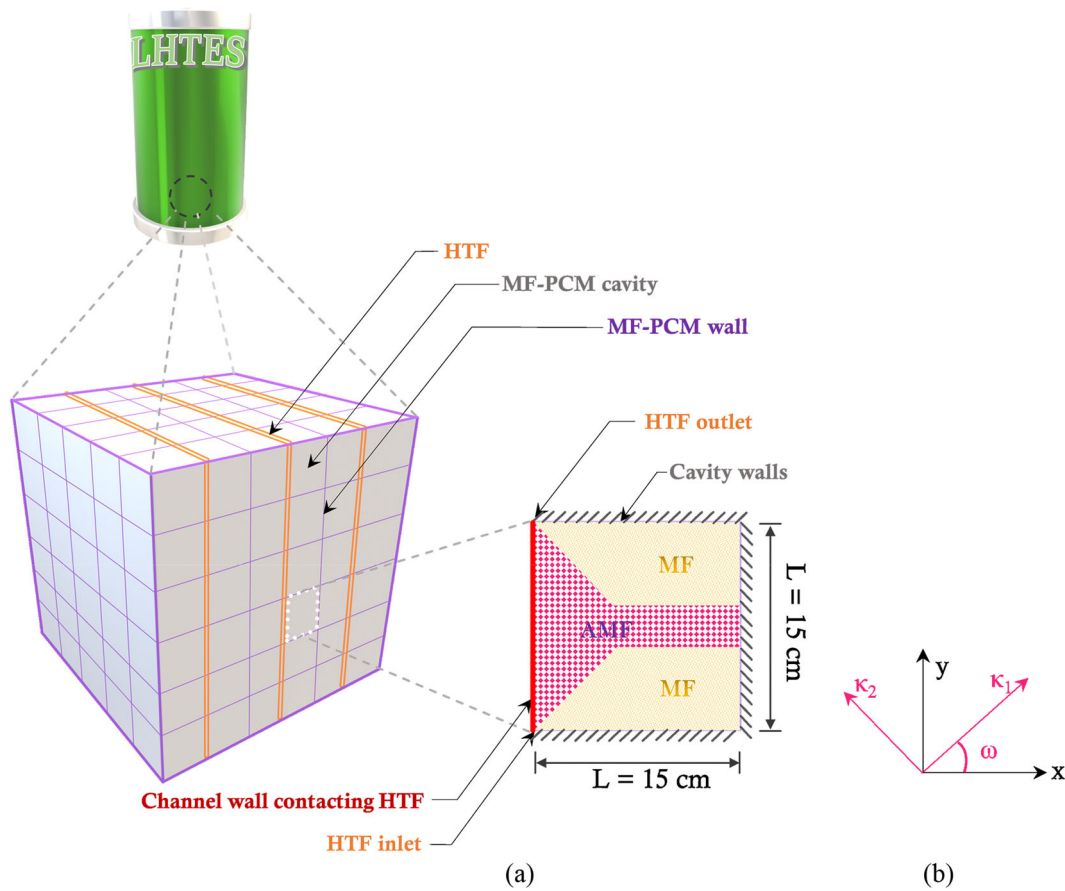 LHTES
HTF
MF-PCM cavity
MF-PCM wall
HTF outlet
Cavity walls
MF
AMF
MF
L = 15 cm
L = 15 cm
Channel wall contacting HTF
HTF inlet
(a)
κ2
y
κ1
ω
x
(b)